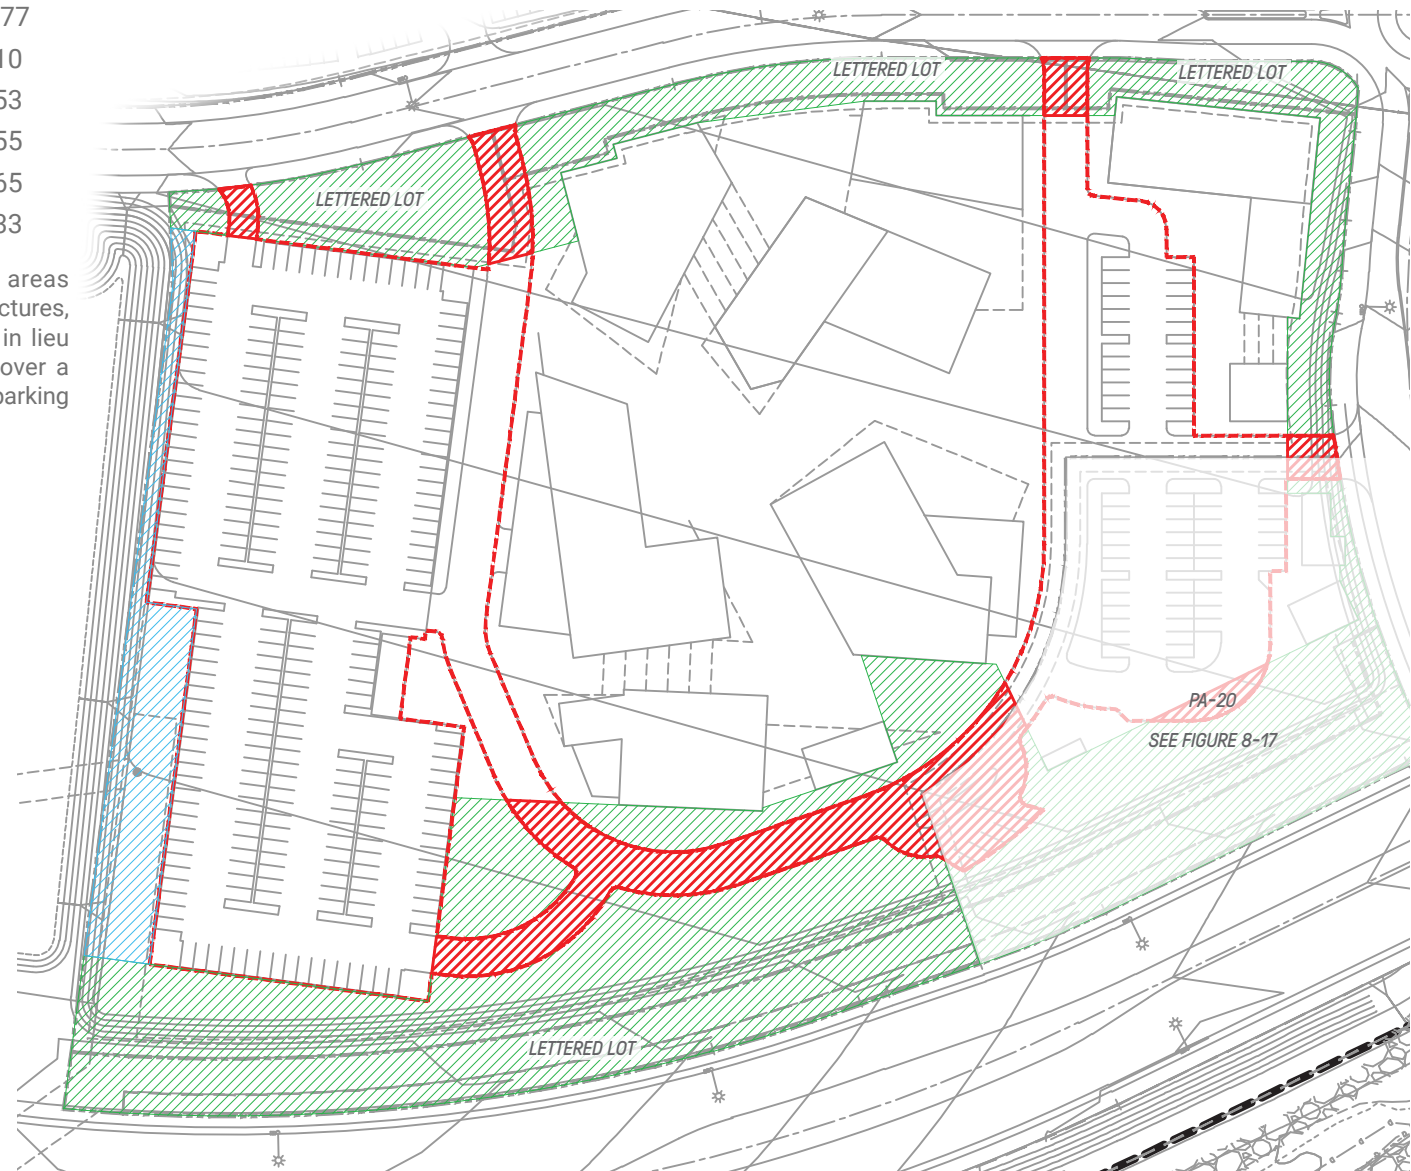 77
10
53
55
65
33
areas
ctures,
in lieu
over a
parking
LETTERED LOT
LETTERED LOT
LETTERED LOT
PA-20
SEE FIGURE 8-17
LETTERED LOT